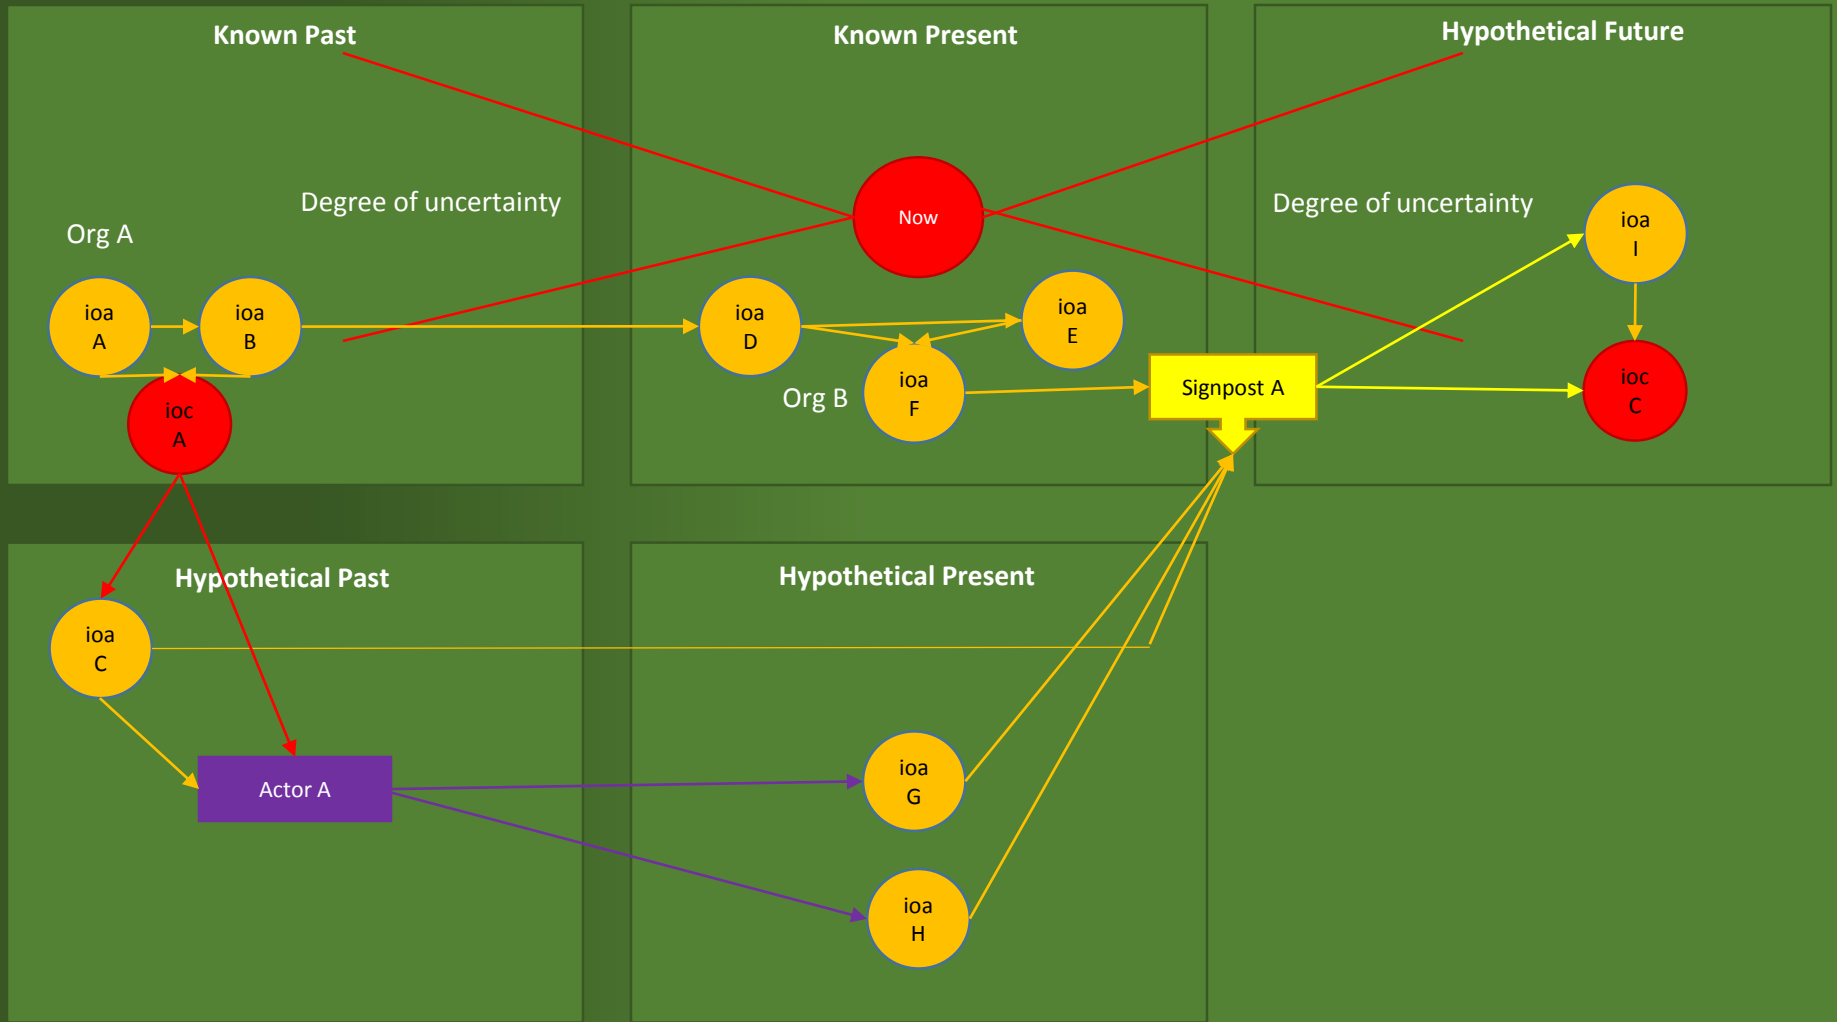 Known Past
Known Present
Hypothetical Future
Degree of uncertainty
Now
Degree of uncertainty
Org A
ioa
I
ioa
A
ioa
B
ioa
D
ioa
E
ioa
F
Org B
Signpost A
ioc
C
ioc
A
Hypothetical Past
Hypothetical Present
ioa
C
Actor A
ioa
G
ioa
H